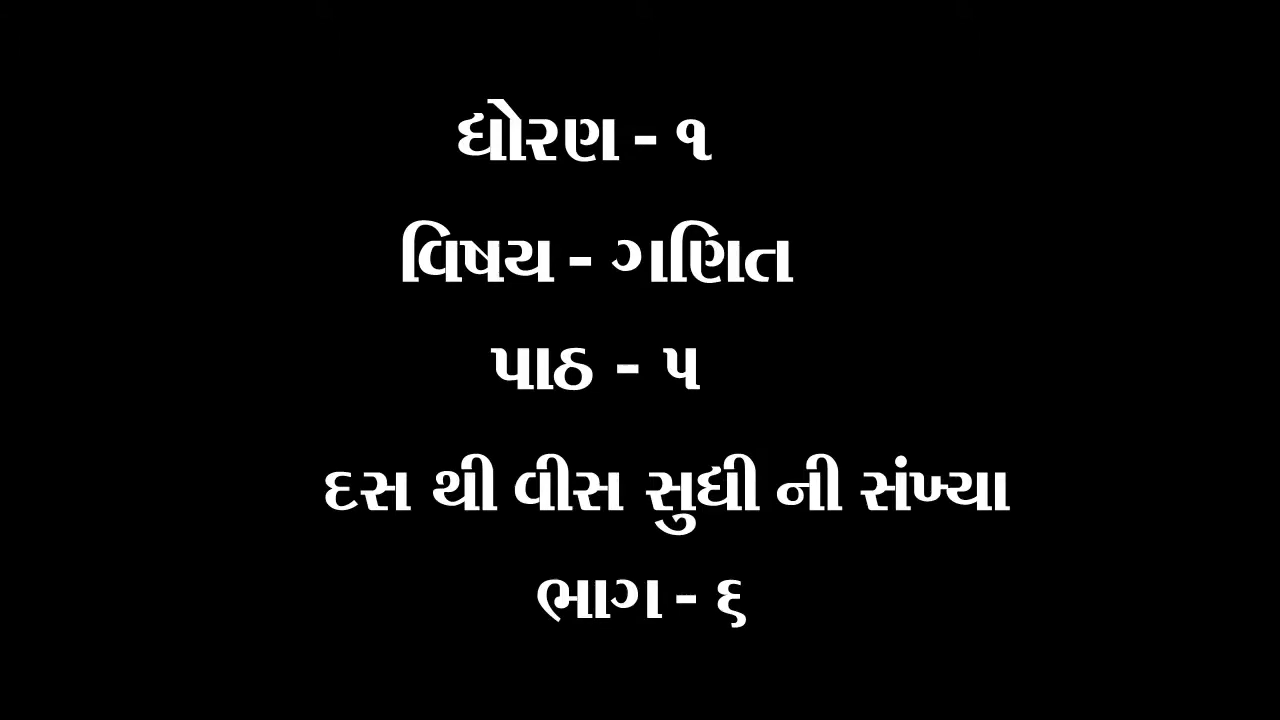 ધોરણ - ૧
વિષય - ગણિત
પાઠ - ૫
દસ થી વીસ સુધી ની સંખ્યા
ભાગ - ૬